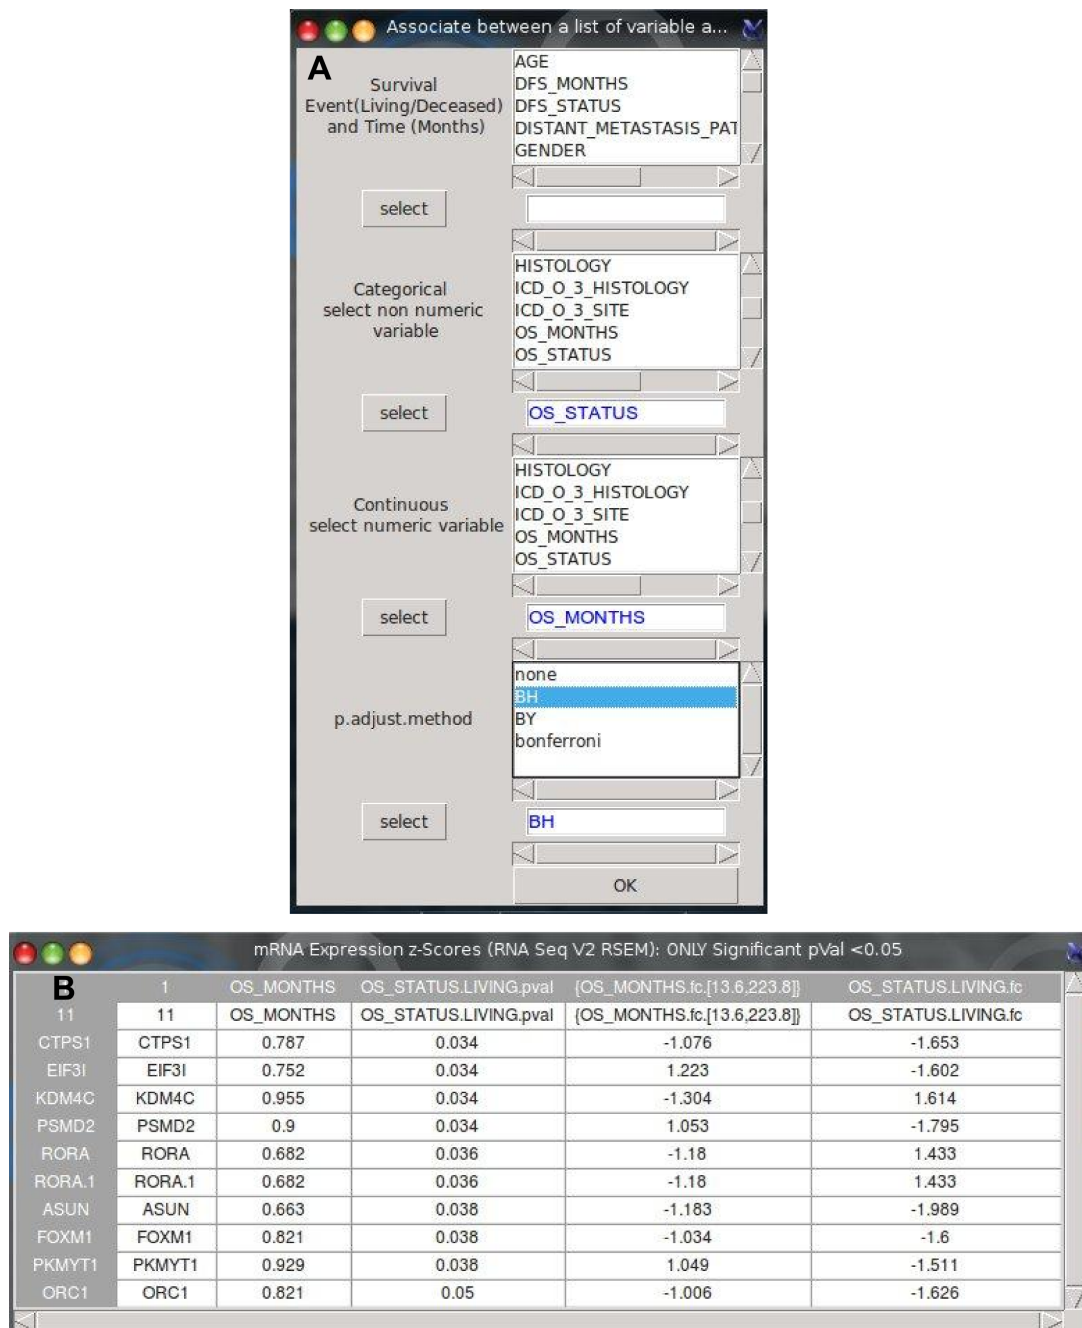 Associate between a list of variable a...
A
Survival
Event(Living/Deceased)
and Time (Months)
AGE
DFS_MONTHS
DFS_STATUS
DISTANT_METASTASIS_PAT
GENDER
select
Categorical
select non numeric
variable
HISTOLOGY
ICD_O_3_HISTOLOGY
ICD_O_3_SITE
OS_MONTHS
OS_STATUS
select OS_STATUS
Continuous
select numeric variable
HISTOLOGY
ICD_O_3_HISTOLOGY
ICD_O_3_SITE
OS_MONTHS
OS_STATUS
select OS_MONTHS
p.adjust.method
none
BH
BY
bonferroni
select BH
OK
mRNA Expression z-Scores (RNA Seq V2 RSEM): ONLY Significant pVal <0.05
B
1 OS_MONTHS OS_STATUS.LIVING.pval {OS_MONTHS.fc.[13.6,223.8]} OS_STATUS.LIVING.fc
11 11 OS_MONTHS OS_STATUS.LIVING.pval {OS_MONTHS.fc.[13.6,223.8]} OS_STATUS.LIVING.fc
CTPS1 CTPS1 0.787 0.034 -1.076 -1.653
EIF3I EIF3I 0.752 0.034 1.223 -1.602
KDM4C KDM4C 0.955 0.034 -1.304 1.614
PSMD2 PSMD2 0.9 0.034 1.053 -1.795
RORA RORA 0.682 0.036 -1.18 1.433
RORA.1 RORA.1 0.682 0.036 -1.18 1.433
ASUN ASUN 0.663 0.038 -1.183 -1.989
FOXM1 FOXM1 0.821 0.038 -1.034 -1.6
PKMYT1 PKMYT1 0.929 0.038 1.049 -1.511
ORC1 ORC1 0.821 0.05 -1.006 -1.626